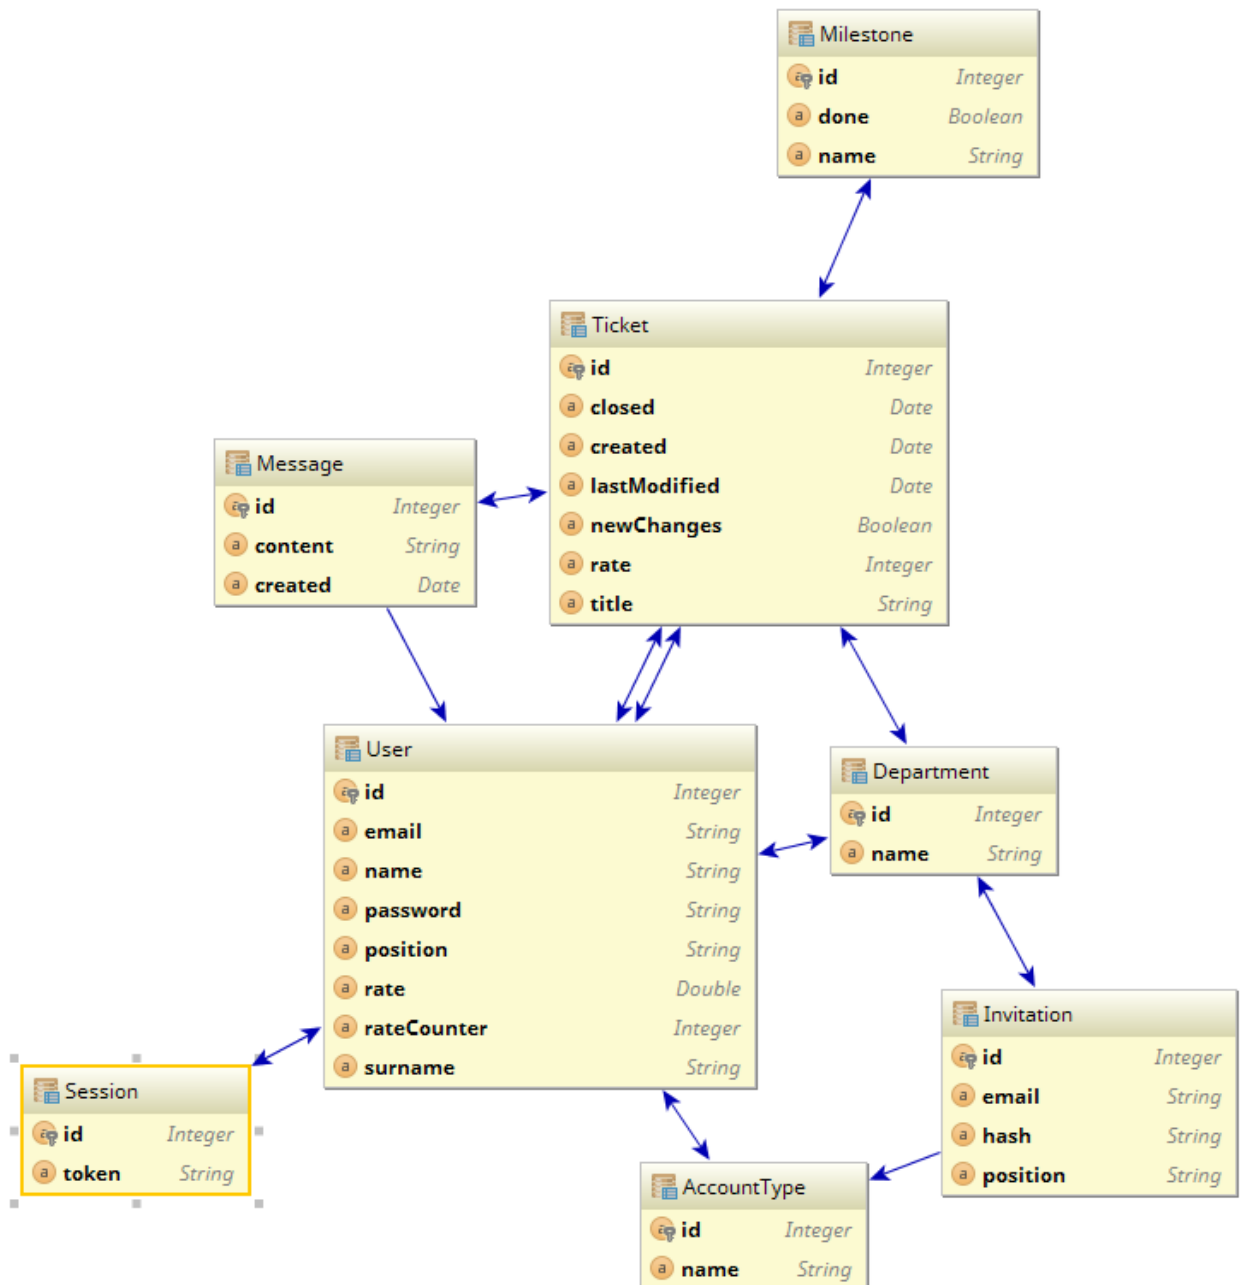 Milestone
id Integer
done Boolean
name String
Ticket
id Integer
closed Date
created Date
lastModified Date
newChanges Boolean
rate Integer
title String
Message
id Integer
content String
created Date
User
id Integer
email String
name String
password String
position String
rate Double
rateCounter Integer
surname String
Department
id Integer
name String
Invitation
id Integer
email String
hash String
position String
Session
id Integer
token String
AccountType
id Integer
name String